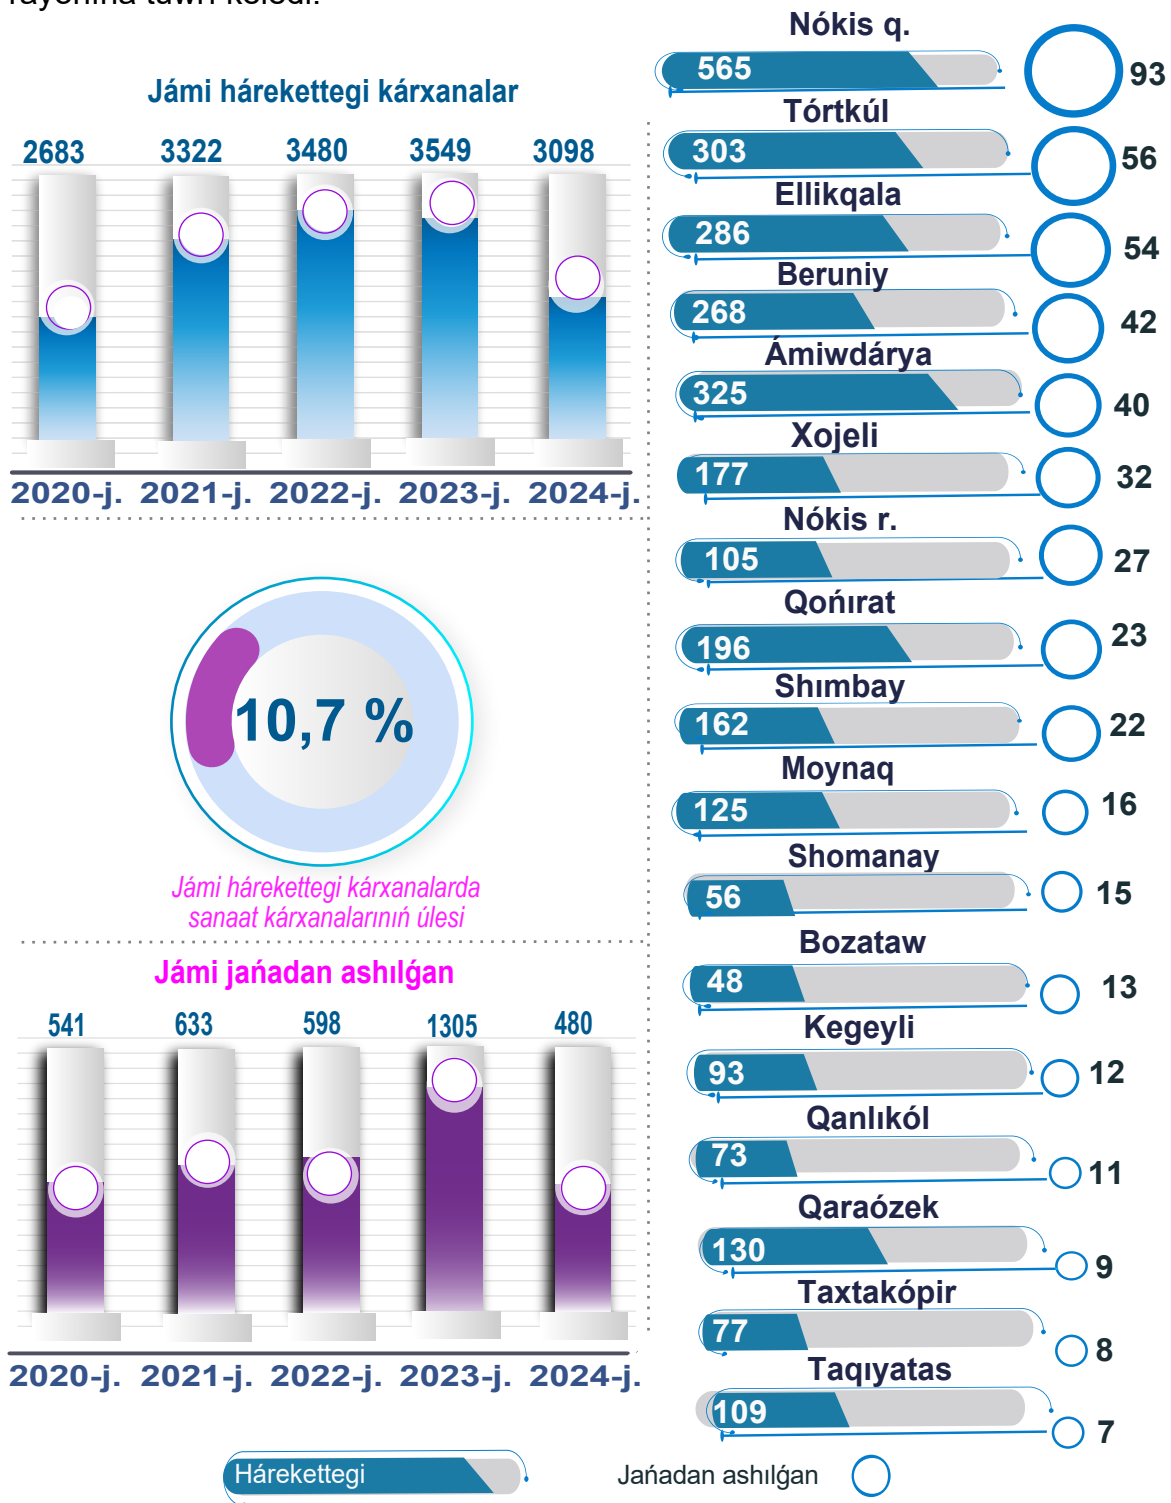 rayonına tuwrı keledi.
Jámi hárekettegi kárxanalar
2683 3322 3480 3549 3098
2020-j. 2021-j. 2022-j. 2023-j. 2024-j.
10,7 %
Jámi hárekettegi kárxanalarda
sanaat kárxanalarınıń úlesi
Jámi jańadan ashılǵan
541 633 598 1305 480
2020-j. 2021-j. 2022-j. 2023-j. 2024-j.
Nókis q.
565 93
Tórtkúl
303 56
Ellikqala
286 54
Beruniy
268 42
Ámiwdárya
325 40
Xojeli
177 32
Nókis r.
105 27
Qońırat
196 23
Shımbay
162 22
Moynaq
125 16
Shomanay
56 15
Bozataw
48 13
Kegeyli
93 12
Qanlıkól
73 11
Qaraózek
130 9
Taxtakópir
77 8
Taqıyatas
109 7
Hárekettegi
Jańadan ashılǵan